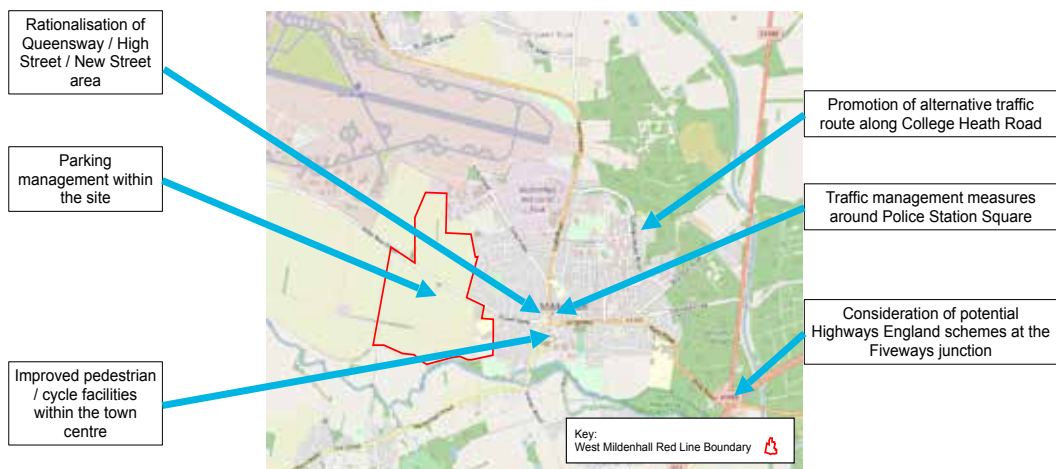 Rationalisation of
Queensway / High
Street / New Street
area
Parking
management within
the site
Improved pedestrian
/ cycle facilities
within the town
centre
Promotion of alternative traffic
route along College Heath Road
Traffic management measures
around Police Station Square
Consideration of potential
Highways England schemes at the
Fiveways junction
Key:
West Mildenhall Red Line Boundary